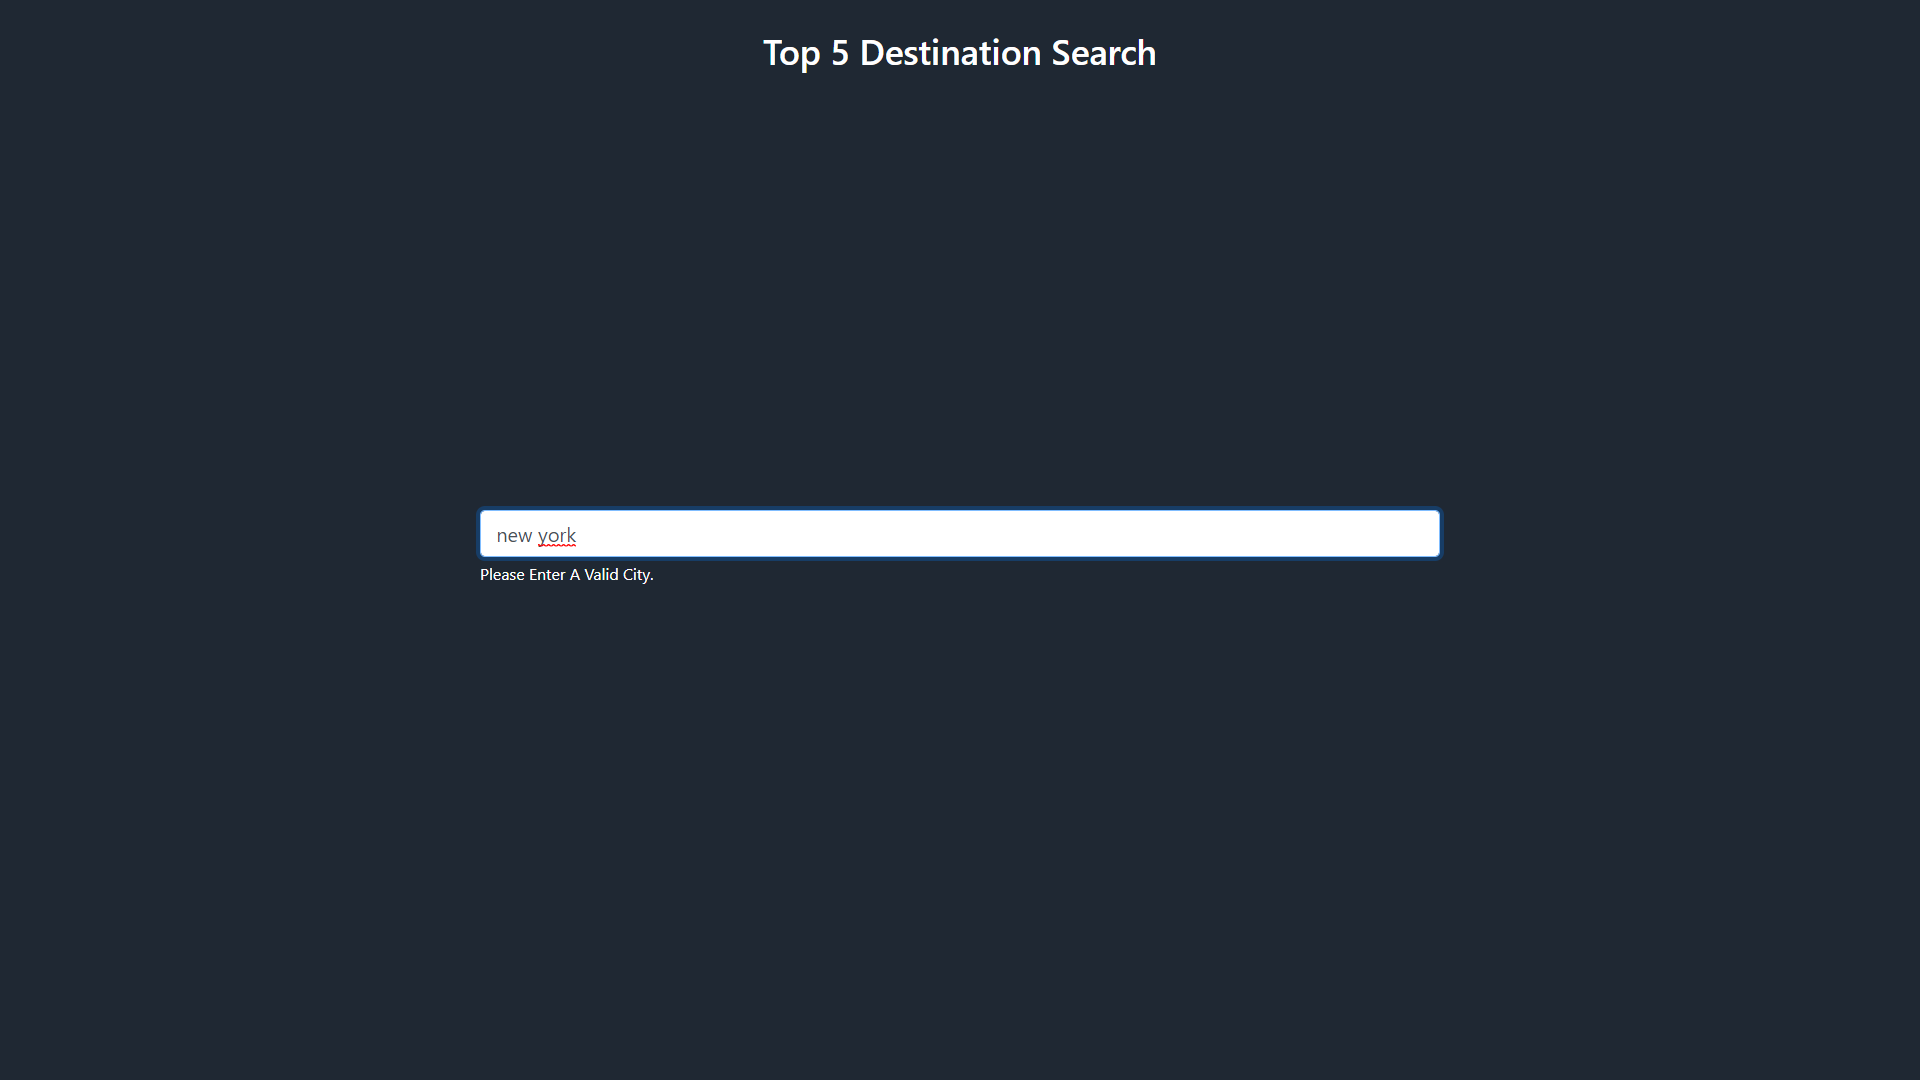 Top 5 Destination Search
new york
Please Enter A Valid City.